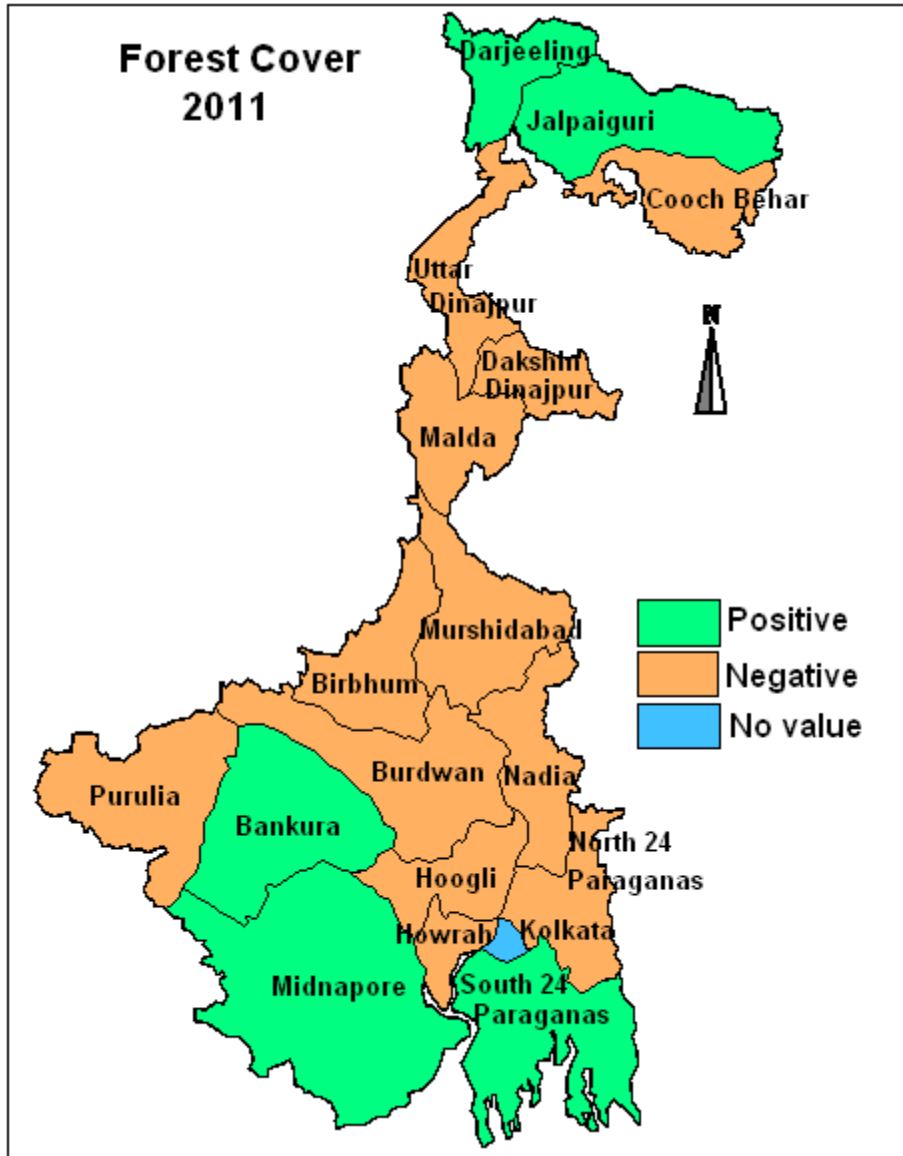 Forest Cover
2011
Darjeeling
Jalpaiguri
Cooch Behar
Uttar
Dinajpur
N
Dakshin
Dinajpur
Malda
Murshidabad
Positive
Birbhum
Negative
No value
Burdwan
Nadia
Purulia
Bankura
North 24
Paraganas
Hoogli
Howrah
Kolkata
Midnapore
South 24
Paraganas